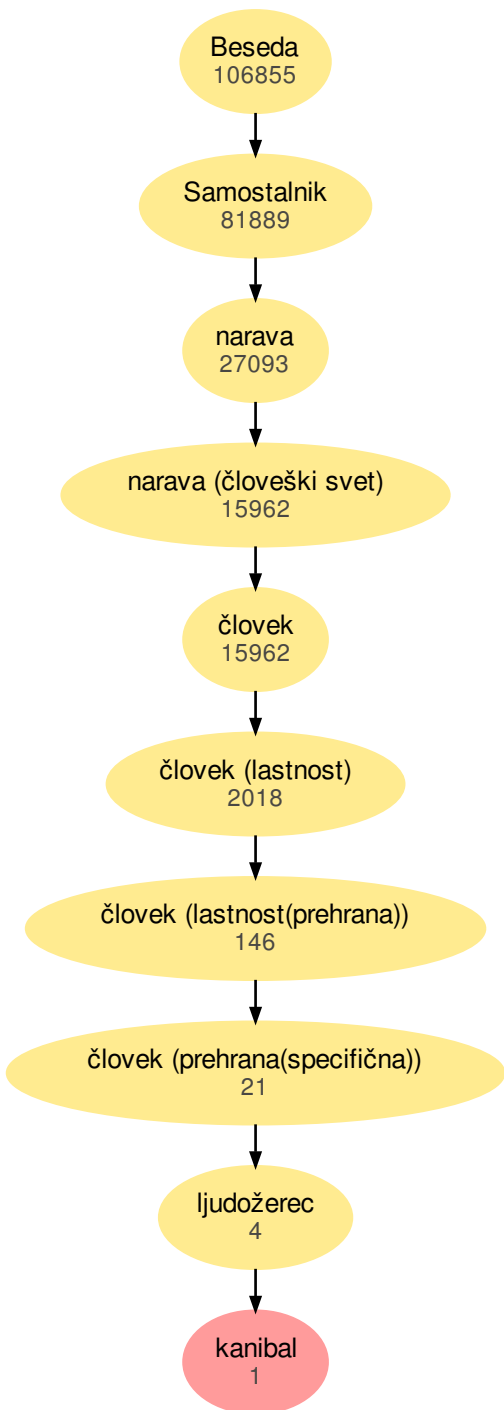 Beseda
106855
Samostalnik
81889
narava
27093
narava (človeški svet)
15962
človek
15962
človek (lastnost)
2018
človek (lastnost(prehrana))
146
človek (prehrana(specifična))
21
ljudožerec
4
kanibal
1